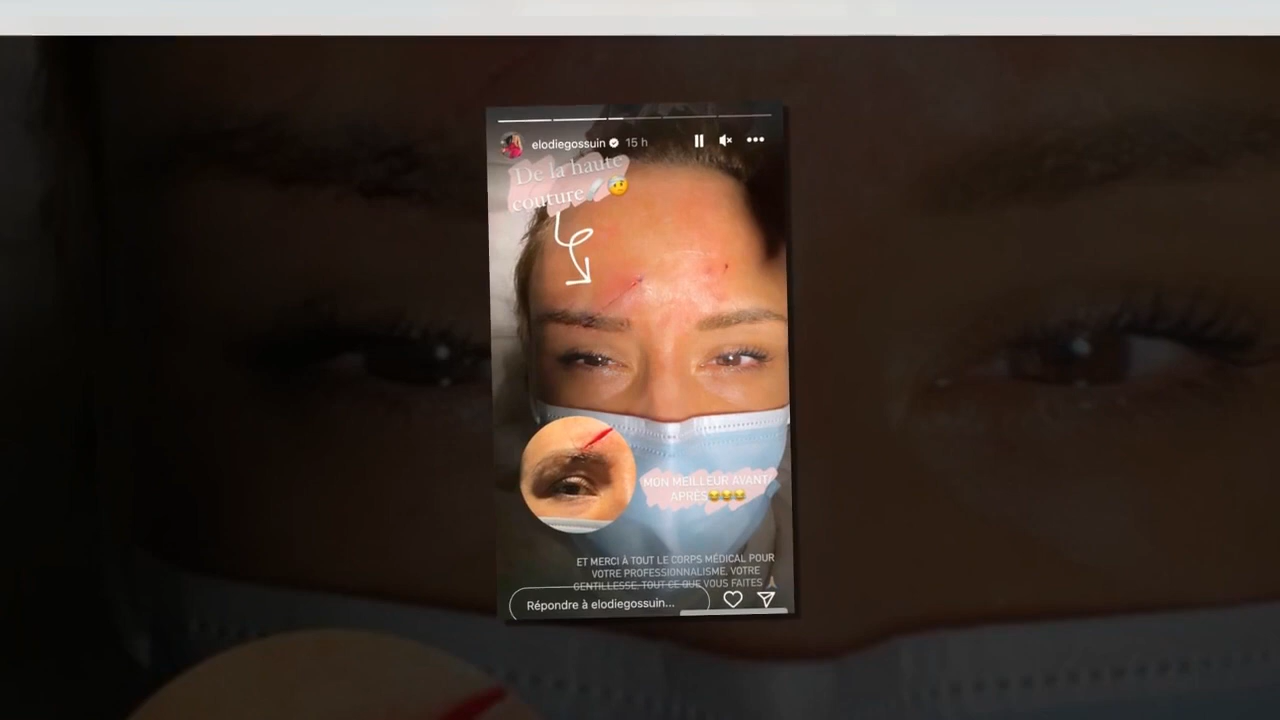 elodiegossuin 15 h
De la haute
couture
MON MEILLEUR AVANT/
APRÈS
ET MERCI À TOUT LE CORPS MÉDICAL POUR
VOTRE PROFESSIONNALISME, VOTRE
GENTILLESSE, TOUT CE QUE VOUS FAITES
Répondre à elodiegossuin...